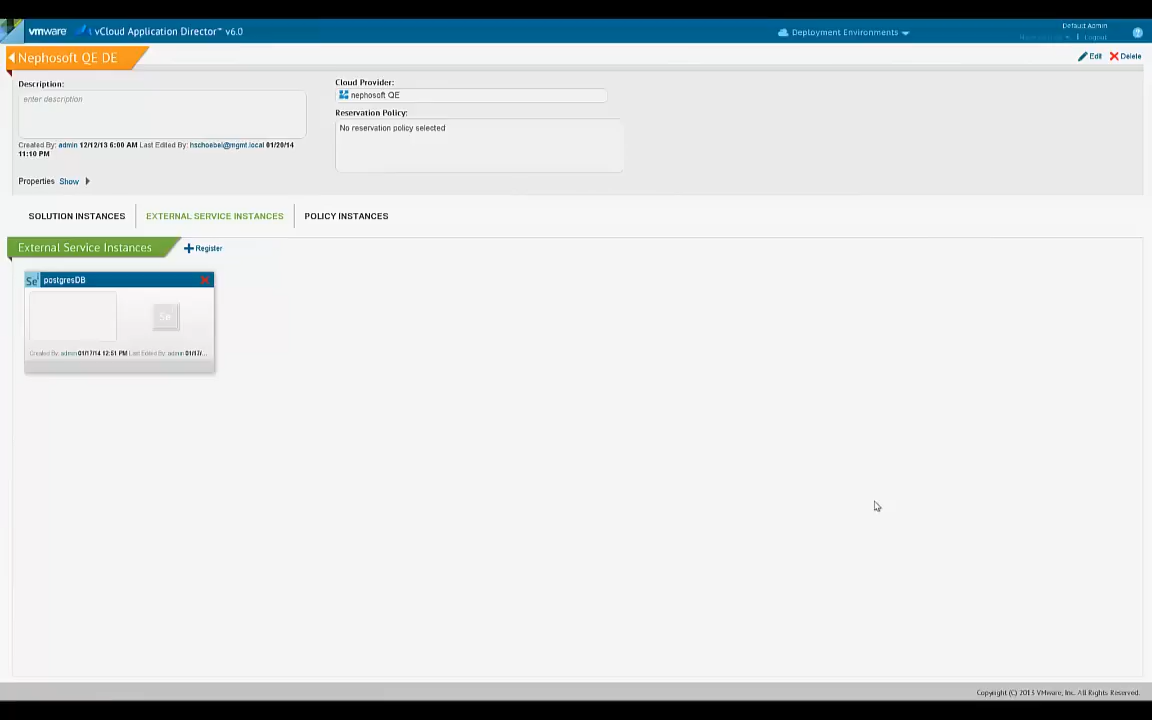 vmware vCloud Application Director™ v6.0
Deployment Environments
Default Admin
Logout
?
Nephosoft QE DE
Edit
Delete
Description:
enter description
Created By: admin 12/12/13 6:00 AM Last Edited By: hschoebel@mgmt.local 01/20/14
11:10 PM
Cloud Provider:
nephosoft QE
Reservation Policy:
No reservation policy selected
Properties Show
SOLUTION INSTANCES
EXTERNAL SERVICE INSTANCES
POLICY INSTANCES
External Service Instances
Register
Se postgresDB
Se
Created By: admin 01/17/14 12:51 PM Last Edited By: admin 01/17/...
Copyright (C) 2013 VMware, Inc. All Rights Reserved.